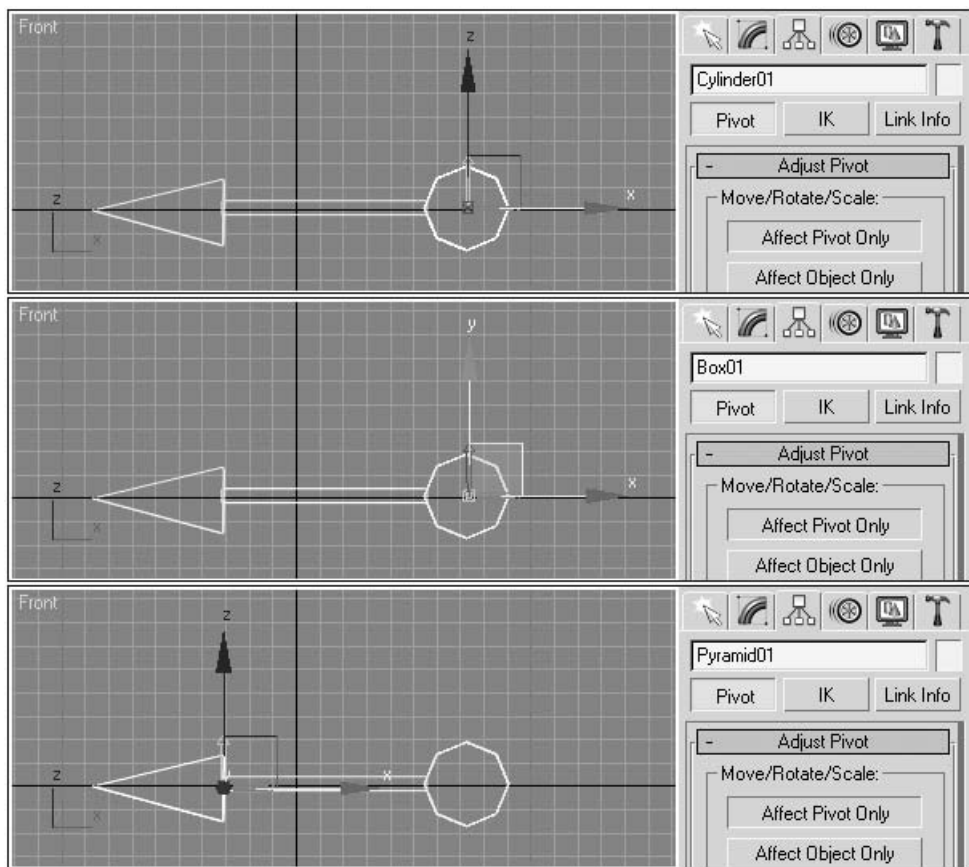 Front
z
x
z
x
Cylinder01
Pivot
IK
Link Info
- Adjust Pivot
Move/Rotate/Scale:
Affect Pivot Only
Affect Object Only
Front
y
x
z
x
Box01
Pivot
IK
Link Info
- Adjust Pivot
Move/Rotate/Scale:
Affect Pivot Only
Affect Object Only
Front
z
x
z
x
Pyramid01
Pivot
IK
Link Info
- Adjust Pivot
Move/Rotate/Scale:
Affect Pivot Only
Affect Object Only